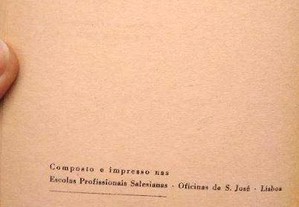 Composto e impresso nas
Escolas Profissionais Salesianas - Oficinas de S. José - Lisboa